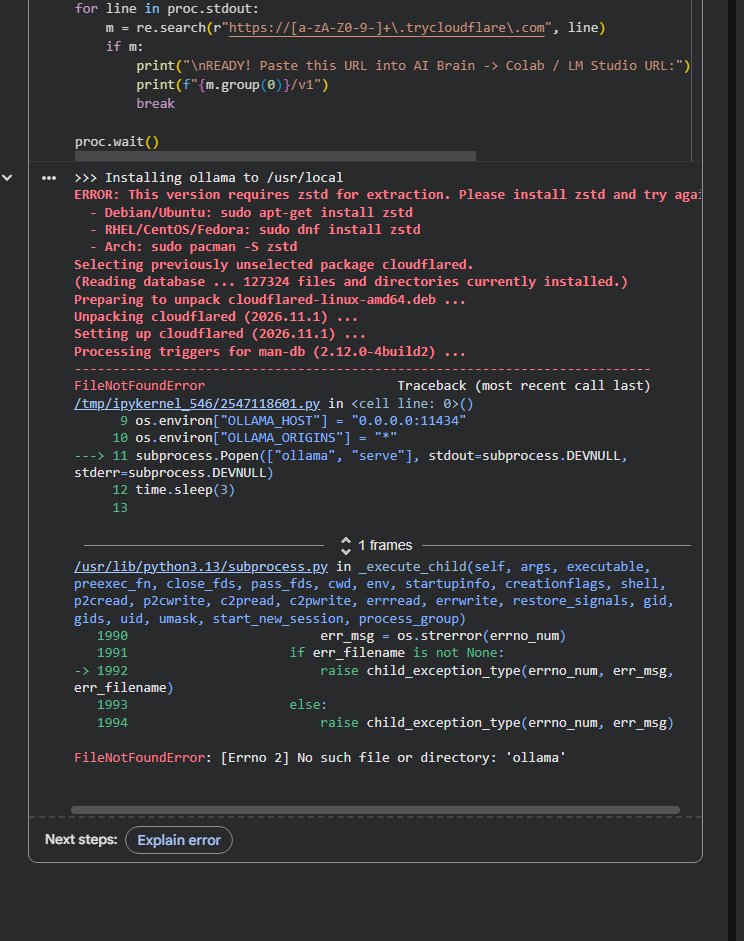 for line in proc.stdout:
    m = re.search(r"https://[a-zA-Z0-9-]+\.trycloudflare\.com", line)
    if m:
        print("\nREADY! Paste this URL into AI Brain -> Colab / LM Studio URL:")
        print(f"{m.group(0)}/v1")
        break
proc.wait()
>>> Installing ollama to /usr/local
ERROR: This version requires zstd for extraction. Please install zstd and try agai
  - Debian/Ubuntu: sudo apt-get install zstd
  - RHEL/CentOS/Fedora: sudo dnf install zstd
  - Arch: sudo pacman -S zstd
Selecting previously unselected package cloudflared.
(Reading database ... 127324 files and directories currently installed.)
Preparing to unpack cloudflared-linux-amd64.deb ...
Unpacking cloudflared (2026.11.1) ...
Setting up cloudflared (2026.11.1) ...
Processing triggers for man-db (2.12.0-4build2) ...
---------------------------------------------------------------------------
FileNotFoundError                         Traceback (most recent call last)
/tmp/ipykernel_546/2547118601.py in <cell line: 0>()
      9 os.environ["OLLAMA_HOST"] = "0.0.0.0:11434"
     10 os.environ["OLLAMA_ORIGINS"] = "*"
---> 11 subprocess.Popen(["ollama", "serve"], stdout=subprocess.DEVNULL,
stderr=subprocess.DEVNULL)
     12 time.sleep(3)
     13
1 frames
/usr/lib/python3.13/subprocess.py in _execute_child(self, args, executable,
preexec_fn, close_fds, pass_fds, cwd, env, startupinfo, creationflags, shell,
p2cread, p2cwrite, c2pread, c2pwrite, errread, errwrite, restore_signals, gid,
gids, uid, umask, start_new_session, process_group)
   1990                         err_msg = os.strerror(errno_num)
   1991                     if err_filename is not None:
-> 1992                         raise child_exception_type(errno_num, err_msg,
err_filename)
   1993                     else:
   1994                         raise child_exception_type(errno_num, err_msg)
FileNotFoundError: [Errno 2] No such file or directory: 'ollama'
Next steps: Explain error